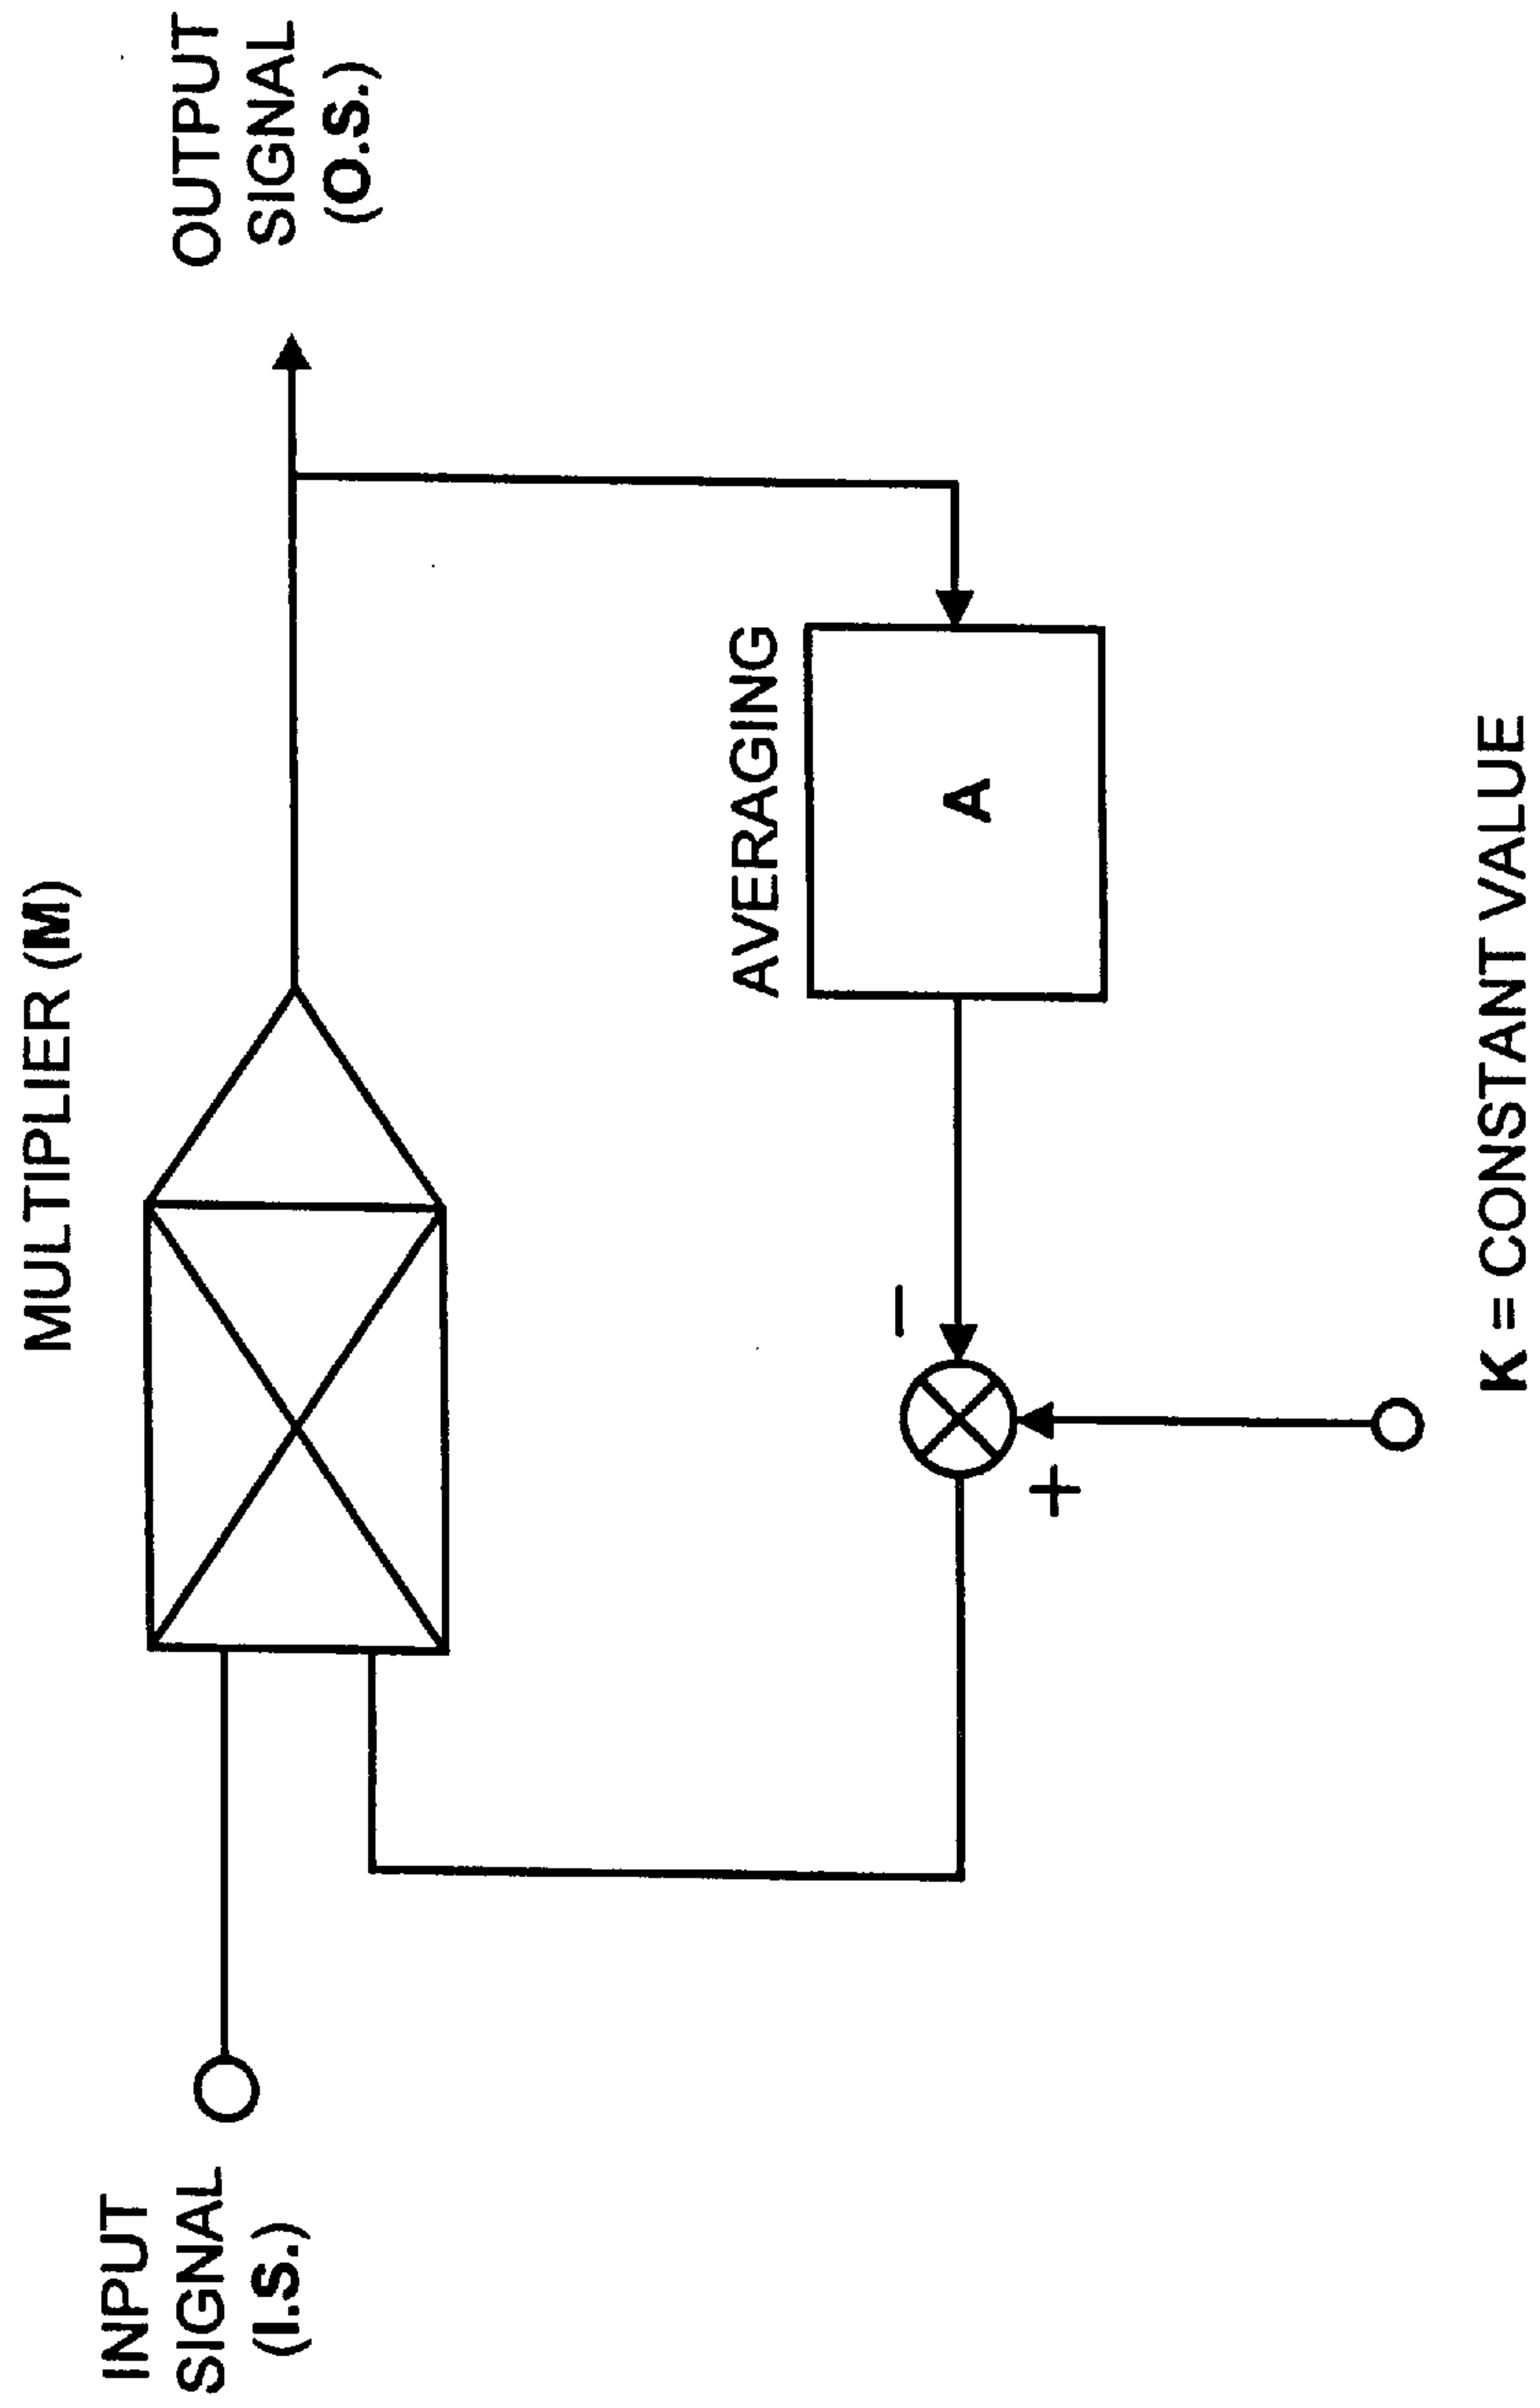 MULTIPLIER (M)
INPUT
SIGNAL
(I.S.)
OUTPUT
SIGNAL
(O.S.)
AVERAGING
A
−
+
K = CONSTANT VALUE